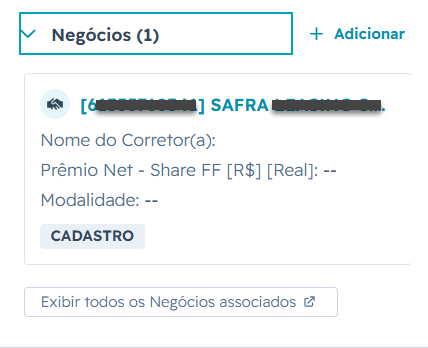 Negócios (1)
+ Adicionar
SAFRA
Nome do Corretor(a):
Prêmio Net - Share FF [R$] [Real]: --
Modalidade: --
CADASTRO
Exibir todos os Negócios associados